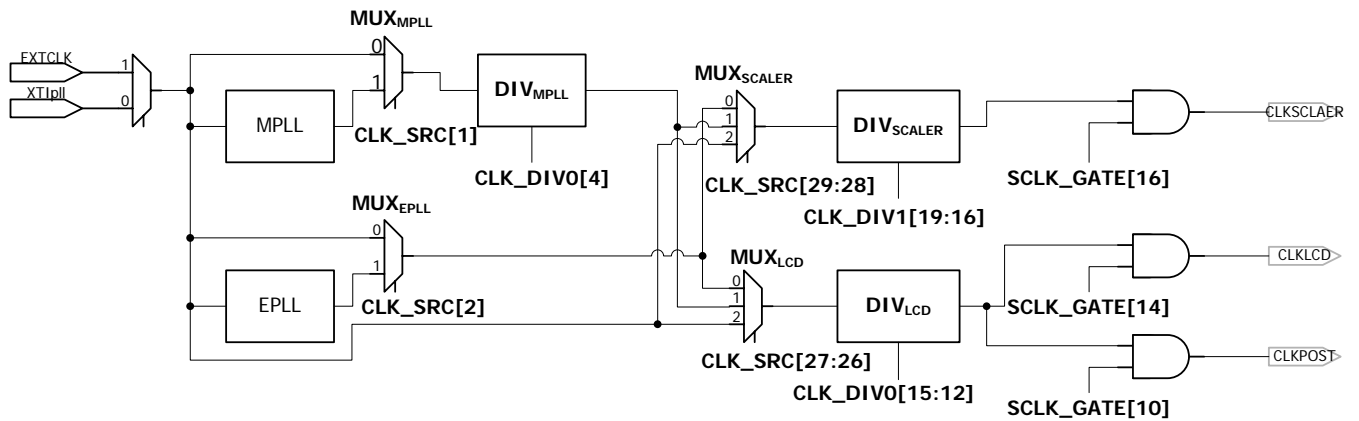 MUXMPLL
EXTCLK
1
XTIpll
0
0
1
MPLL
CLK_SRC[1]
DIVMPLL
CLK_DIV0[4]
MUXSCALER
0
1
2
CLK_SRC[29:28]
DIVSCALER
CLK_DIV1[19:16]
SCLK_GATE[16]
CLKSCLAER
MUXEPLL
0
1
EPLL
CLK_SRC[2]
MUXLCD
0
1
2
CLK_SRC[27:26]
DIVLCD
CLK_DIV0[15:12]
SCLK_GATE[14]
CLKLCD
SCLK_GATE[10]
CLKPOST